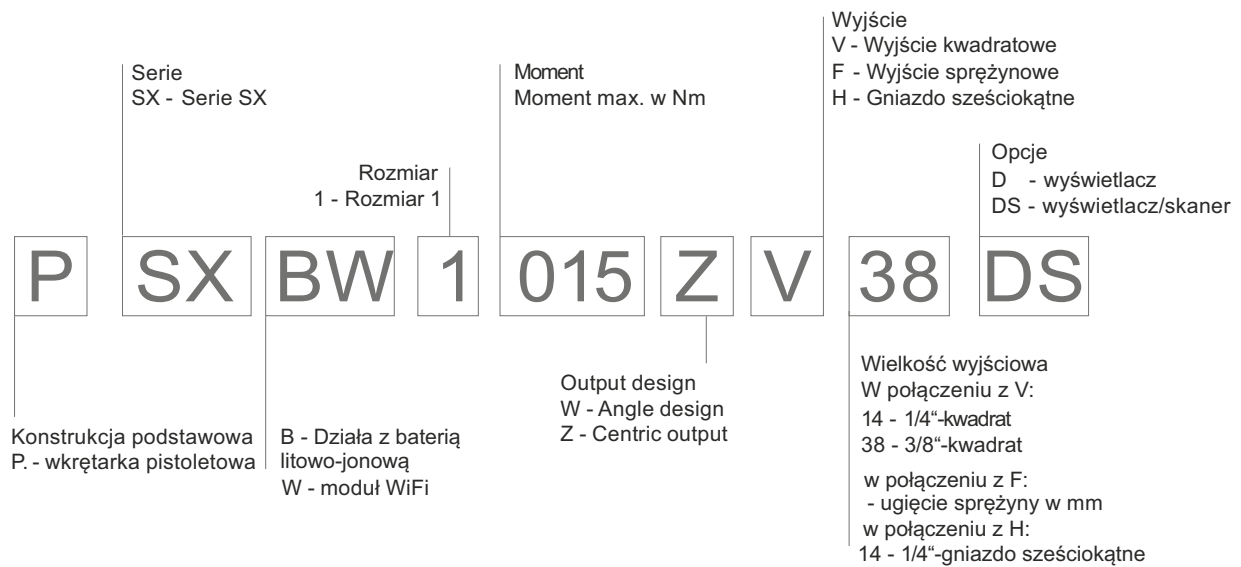 Wyjście
V - Wyjście kwadratowe
F - Wyjście sprężynowe
H - Gniazdo sześciokątne
Serie
SX - Serie SX
Moment
Moment max. w Nm
Rozmiar
1 - Rozmiar 1
Opcje
D - wyświetlacz
DS - wyświetlacz/skaner
P SX BW 1 015 Z V 38 DS
Konstrukcja podstawowa
P. - wkrętarka pistoletowa
B - Działa z baterią
litowo-jonową
W - moduł WiFi
Output design
W - Angle design
Z - Centric output
Wielkość wyjściowa
W połączeniu z V:
14 - 1/4“-kwadrat
38 - 3/8“-kwadrat
w połączeniu z F:
- ugięcie sprężyny w mm
w połączeniu z H:
14 - 1/4“-gniazdo sześciokątne